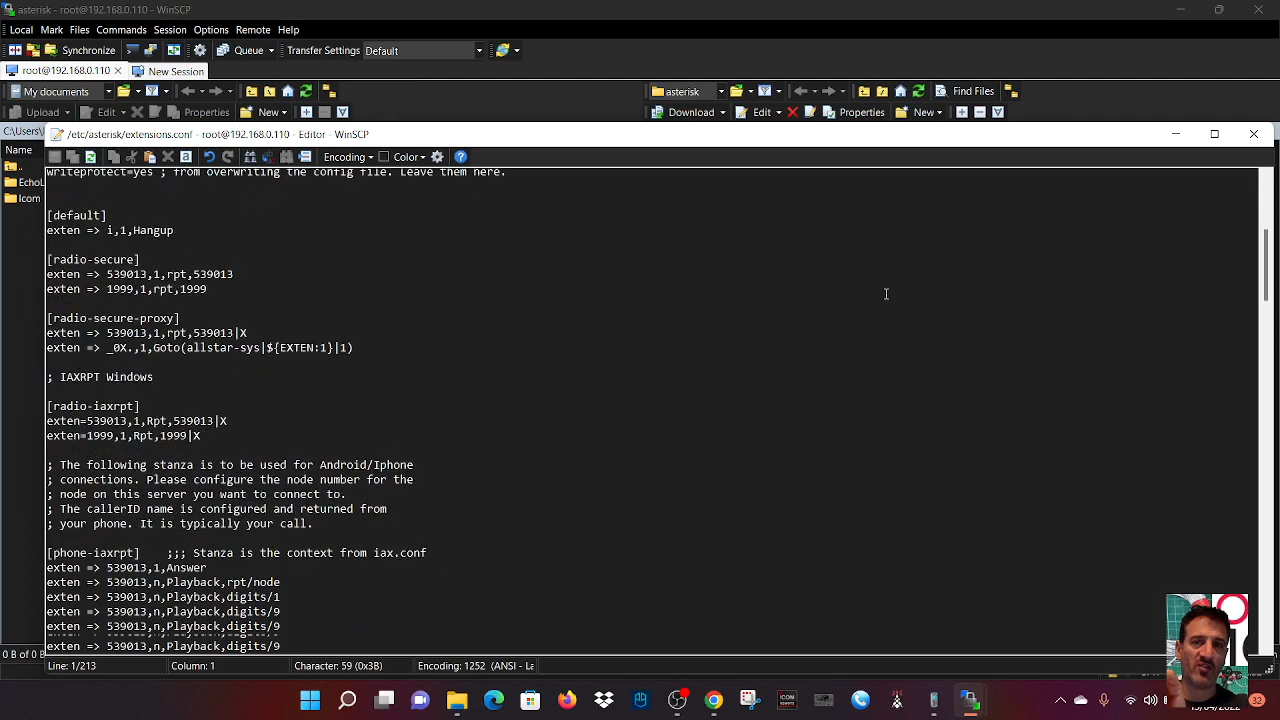 asterisk - root@192.168.0.110 - WinSCP
Local Mark Files Commands Session Options Remote Help
Synchronize Queue Transfer Settings Default
root@192.168.0.110 New Session
My documents asterisk Find Files
Upload Edit Properties New Download Edit Properties New
C:\Users\
/etc/asterisk/extensions.conf - root@192.168.0.110 - Editor - WinSCP
Name
..
Encoding Color
EchoL
Icom
writeprotect=yes ; from overwriting the config file. Leave them here.
[default]
exten => i,1,Hangup
[radio-secure]
exten => 539013,1,rpt,539013
exten => 1999,1,rpt,1999
[radio-secure-proxy]
exten => 539013,1,rpt,539013|X
exten => _0X.,1,Goto(allstar-sys|${EXTEN:1}|1)
; IAXRPT Windows
[radio-iaxrpt]
exten=539013,1,Rpt,539013|X
exten=1999,1,Rpt,1999|X
; The following stanza is to be used for Android/Iphone
; connections. Please configure the node number for the
; node on this server you want to connect to.
; The callerID name is configured and returned from
; your phone. It is typically your call.
[phone-iaxrpt] ;;; Stanza is the context from iax.conf
exten => 539013,1,Answer
exten => 539013,n,Playback,rpt/node
exten => 539013,n,Playback,digits/1
exten => 539013,n,Playback,digits/9
exten => 539013,n,Playback,digits/9
exten => 539013,n,Playback,digits/9
0 B of 0 B
Line: 1/213 Column: 1 Character: 59 (0x3B) Encoding: 1252 (ANSI - La
ICOM
15/04/2022
32